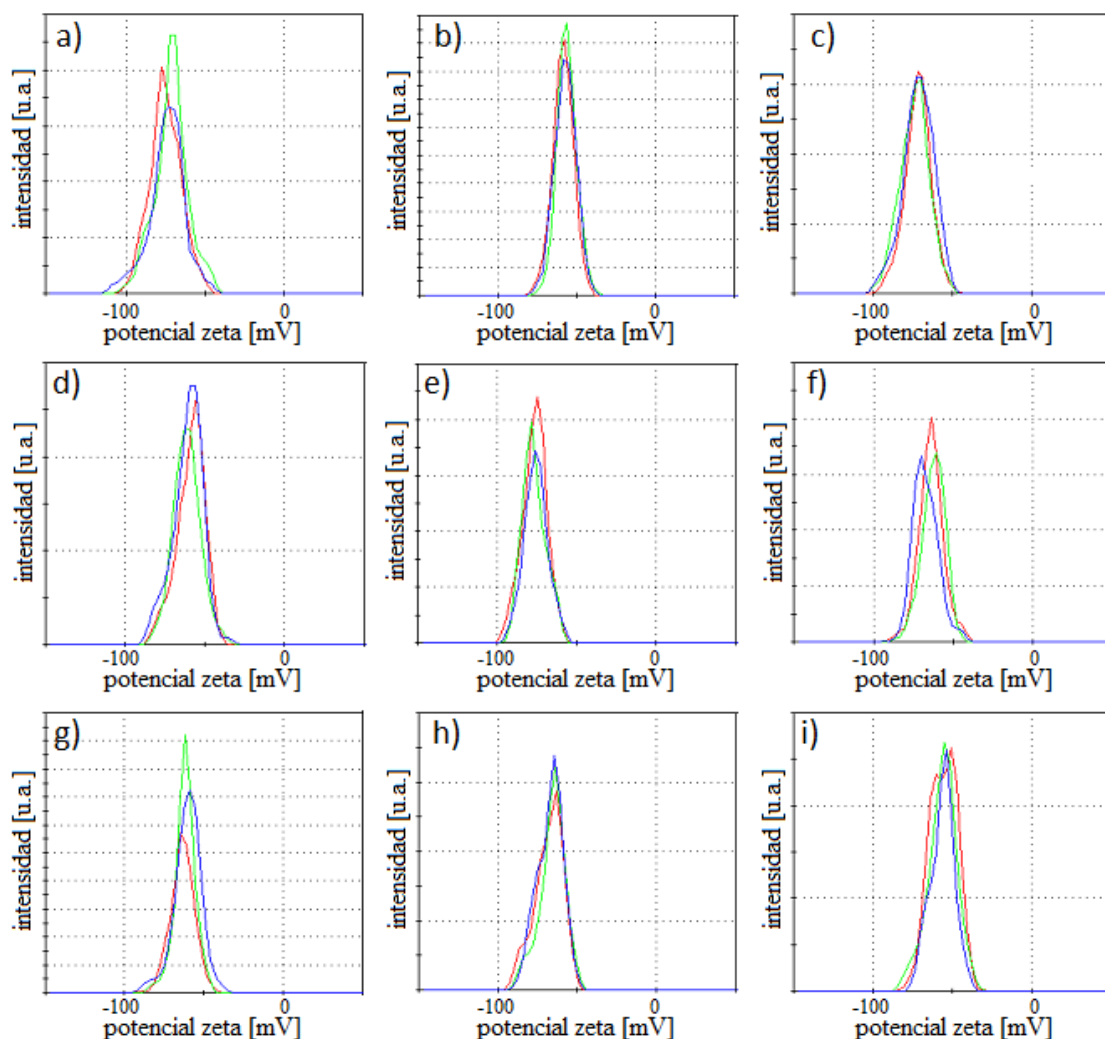 a)
intensidad [u.a.]
-100 0
potencial zeta [mV]
b)
intensidad [u.a.]
-100 0
potencial zeta [mV]
c)
intensidad [u.a.]
-100 0
potencial zeta [mV]
d)
intensidad [u.a.]
-100 0
potencial zeta [mV]
e)
intensidad [u.a.]
-100 0
potencial zeta [mV]
f)
intensidad [u.a.]
-100 0
potencial zeta [mV]
g)
intensidad [u.a.]
-100 0
potencial zeta [mV]
h)
intensidad [u.a.]
-100 0
potencial zeta [mV]
i)
intensidad [u.a.]
-100 0
potencial zeta [mV]